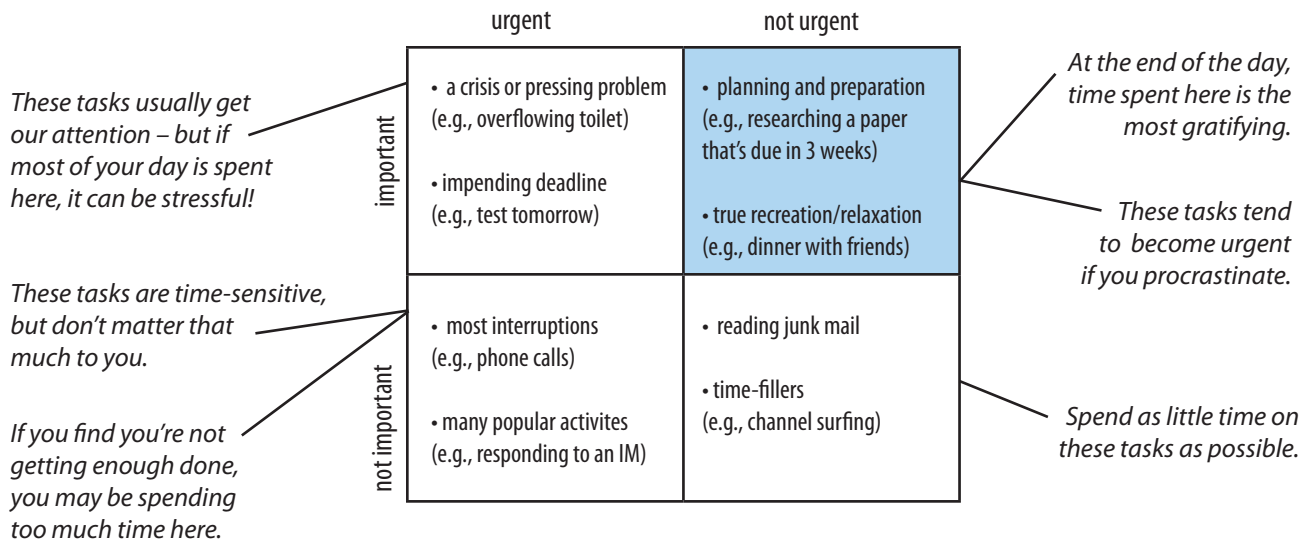 urgent
not urgent
These tasks usually get
our attention – but if
most of your day is spent
here, it can be stressful!
important
• a crisis or pressing problem
(e.g., overflowing toilet)
• impending deadline
(e.g., test tomorrow)
• planning and preparation
(e.g., researching a paper
that's due in 3 weeks)
• true recreation/relaxation
(e.g., dinner with friends)
At the end of the day,
time spent here is the
most gratifying.
These tasks tend
to become urgent
if you procrastinate.
These tasks are time-sensitive,
but don't matter that
much to you.
If you find you're not
getting enough done,
you may be spending
too much time here.
not important
• most interruptions
(e.g., phone calls)
• many popular activites
(e.g., responding to an IM)
• reading junk mail
• time-fillers
(e.g., channel surfing)
Spend as little time on
these tasks as possible.